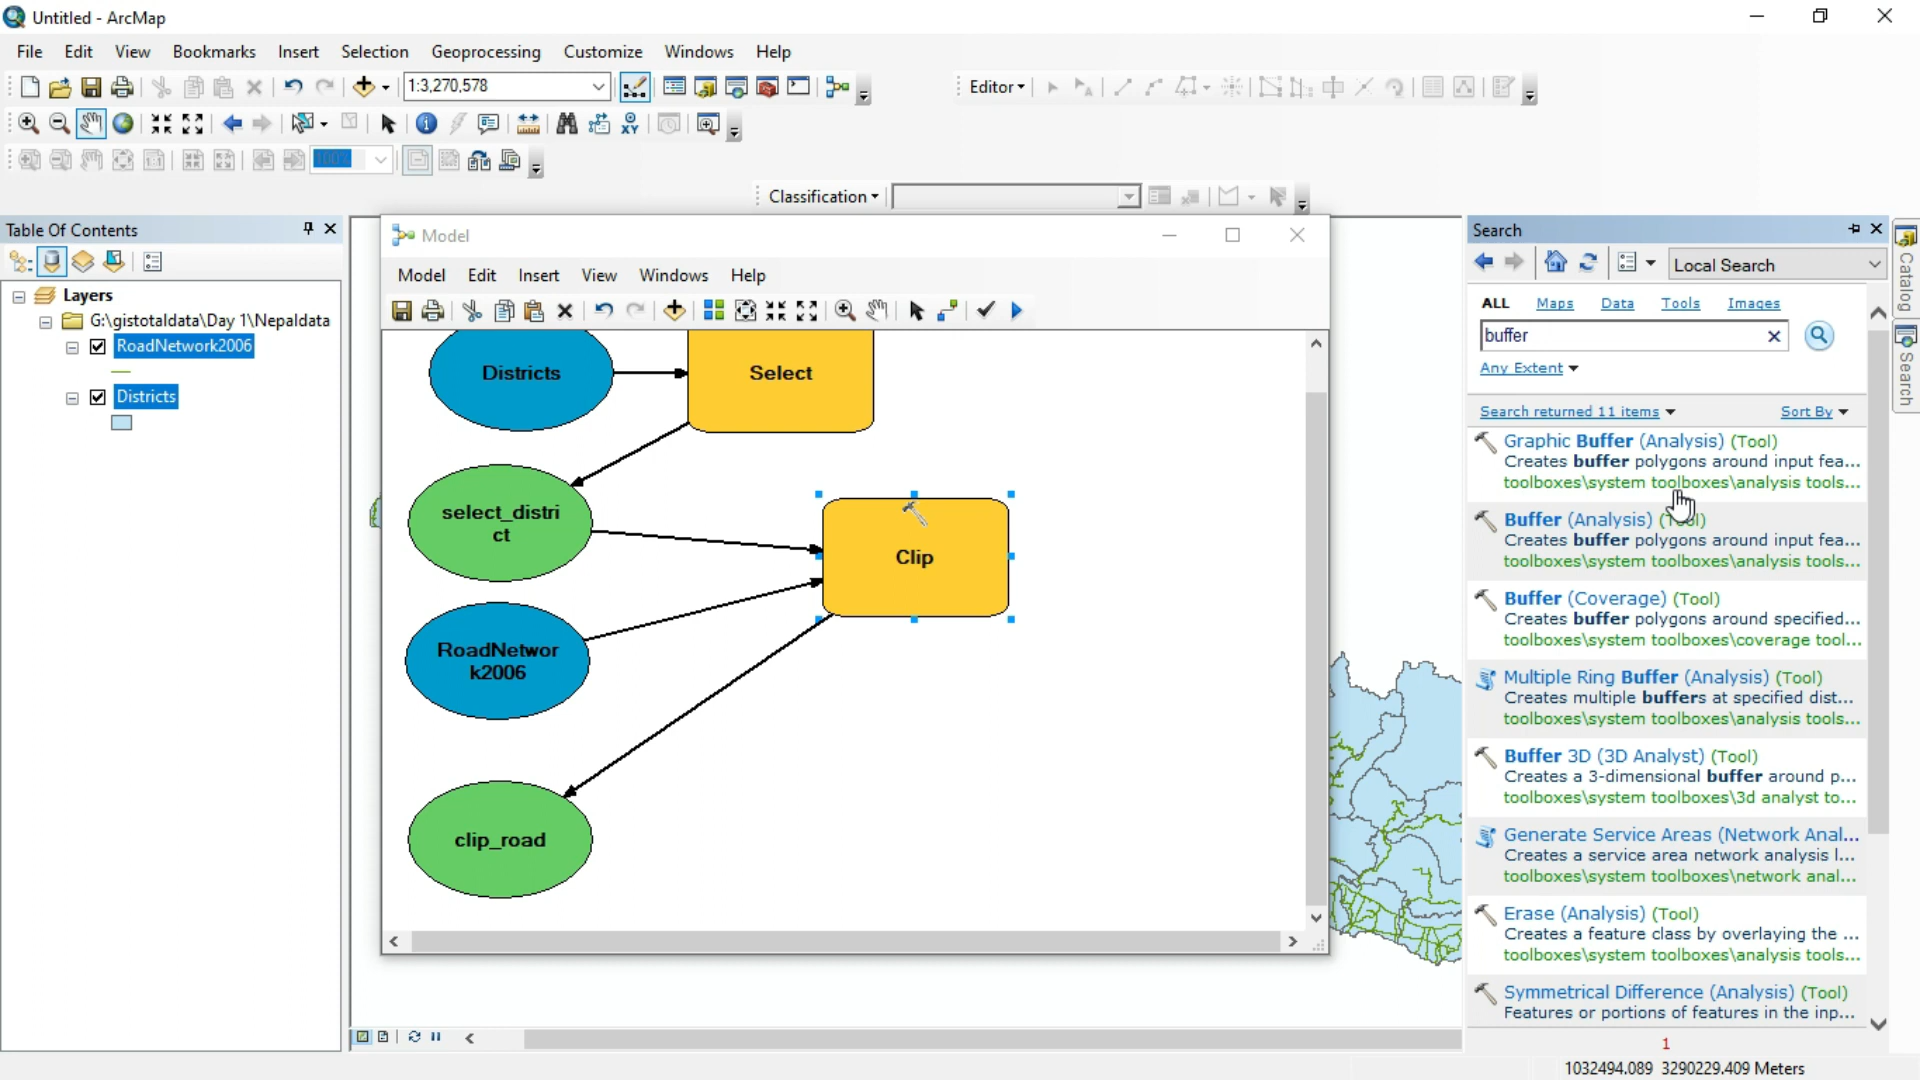 Untitled - ArcMap
File Edit View Bookmarks Insert Selection Geoprocessing Customize Windows Help
1:3,270,578
Editor
100%
Classification
Table Of Contents
Layers
G:\gistotaldata\Day 1\Nepaldata
RoadNetwork2006
Districts
Model
Model Edit Insert View Windows Help
Districts
Select
select_distri
ct
Clip
RoadNetwor
k2006
clip_road
Search
Local Search
ALL Maps Data Tools Images
buffer
Any Extent
Search returned 11 items Sort By
Graphic Buffer (Analysis) (Tool)
Creates buffer polygons around input fea...
toolboxes\system toolboxes\analysis tools...
Buffer (Analysis) (Tool)
Creates buffer polygons around input fea...
toolboxes\system toolboxes\analysis tools...
Buffer (Coverage) (Tool)
Creates buffer polygons around specified...
toolboxes\system toolboxes\coverage tool...
Multiple Ring Buffer (Analysis) (Tool)
Creates multiple buffers at specified dist...
toolboxes\system toolboxes\analysis tools...
Buffer 3D (3D Analyst) (Tool)
Creates a 3-dimensional buffer around p...
toolboxes\system toolboxes\3d analyst to...
Generate Service Areas (Network Anal...
Creates a service area network analysis l...
toolboxes\system toolboxes\network anal...
Erase (Analysis) (Tool)
Creates a feature class by overlaying the ...
toolboxes\system toolboxes\analysis tools...
Symmetrical Difference (Analysis) (Tool)
Features or portions of features in the inp...
1
Catalog
Search
1032494.089 3290229.409 Meters